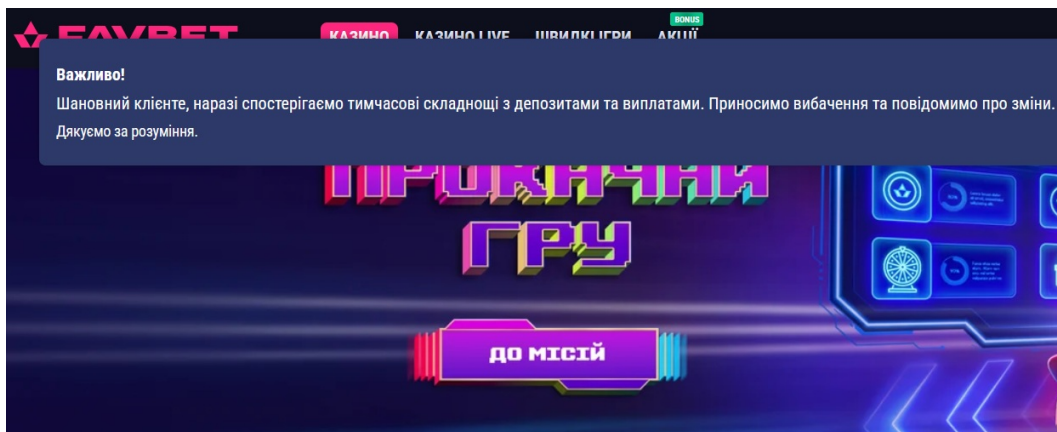 FAVBET
КАЗИНО КАЗИНО LIVE ШВИДКІ ІГРИ АКЦІЇ
BONUS
Важливо!
Шановний клієнте, наразі спостерігаємо тимчасові складнощі з депозитами та виплатами. Приносимо вибачення та повідомимо про зміни.
Дякуємо за розуміння.
ПРОКАЧАЙ
ГРУ
ДО МІСІЙ